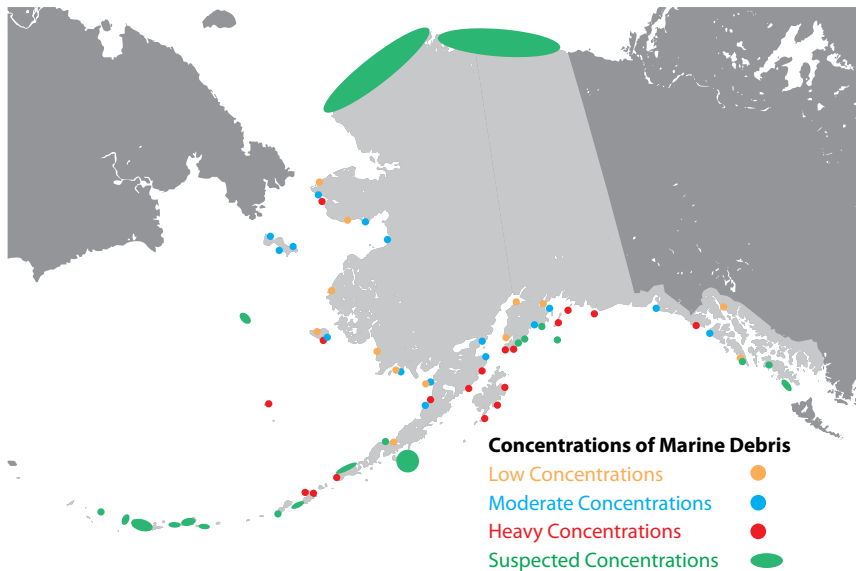 Concentrations of Marine Debris
Low Concentrations
Moderate Concentrations
Heavy Concentrations
Suspected Concentrations